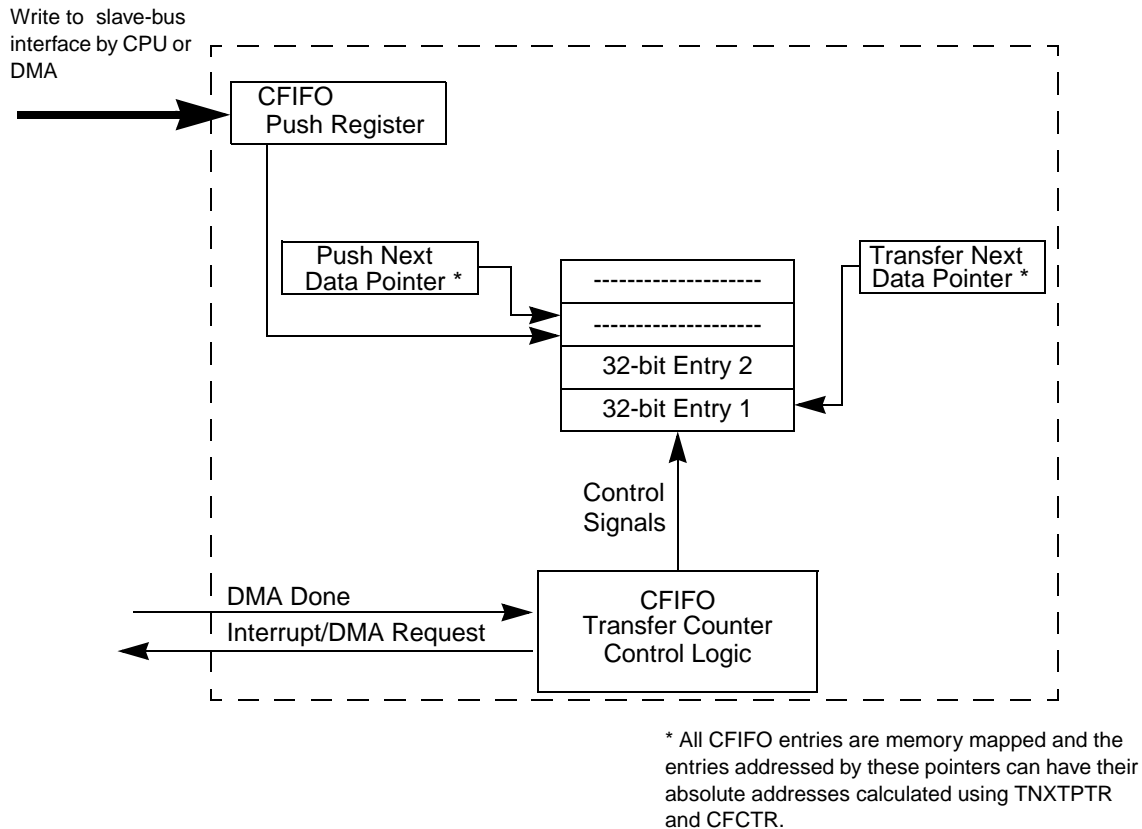 Write to slave-bus
interface by CPU or
DMA
CFIFO
Push Register
Push Next
Data Pointer *
Transfer Next
Data Pointer *
--------------------
--------------------
32-bit Entry 2
32-bit Entry 1
Control
Signals
DMA Done
Interrupt/DMA Request
CFIFO
Transfer Counter
Control Logic
* All CFIFO entries are memory mapped and the
entries addressed by these pointers can have their
absolute addresses calculated using TNXTPTR
and CFCTR.